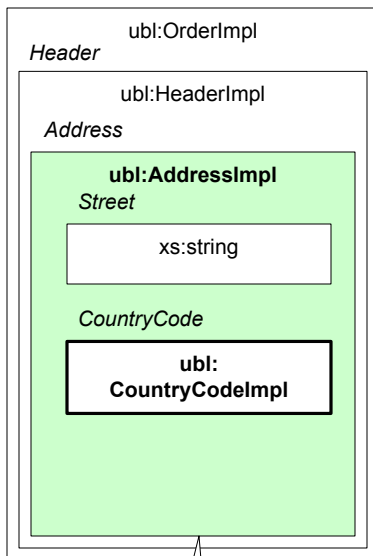 ubl:OrderImpl
Header
ubl:HeaderImpl
Address
ubl:AddressImpl
Street
xs:string
CountryCode
ubl:
CountryCodeImpl